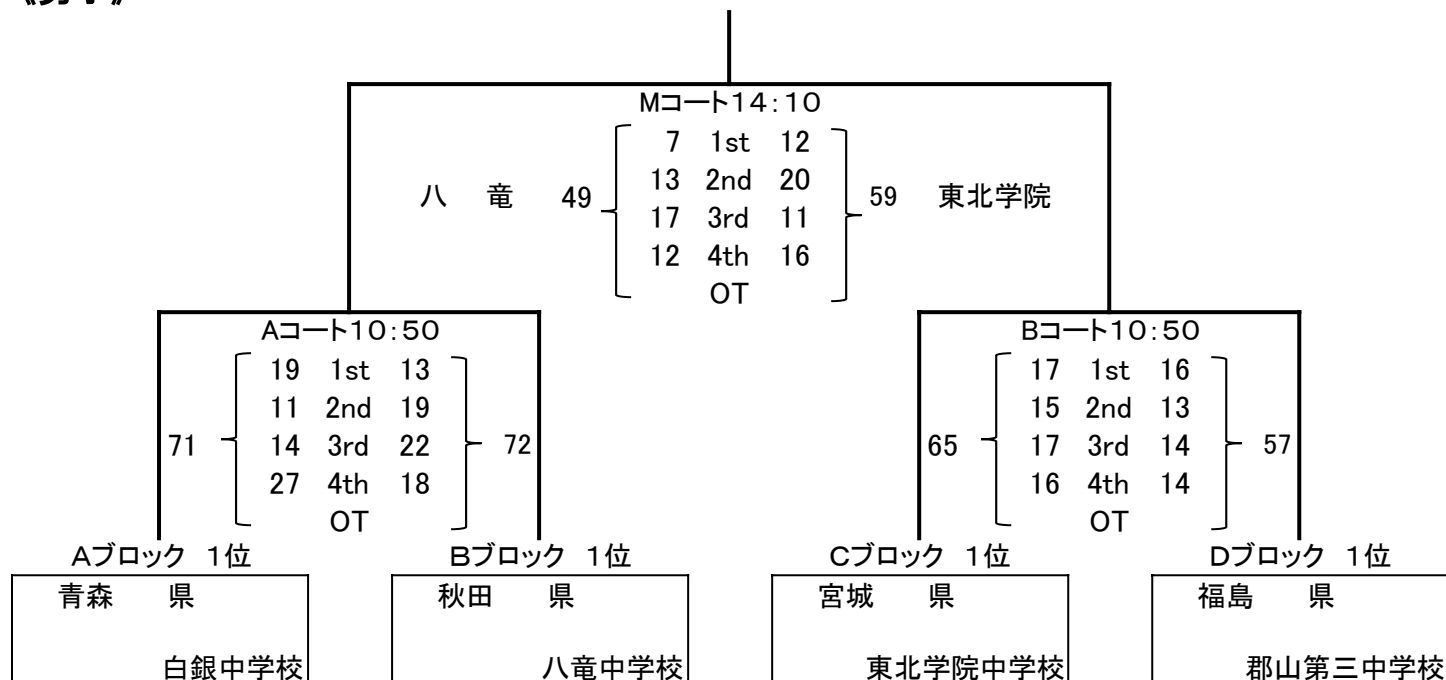 Mコート14:10
7 1st 12
13 2nd 20
八 竜 49 59 東北学院
17 3rd 11
12 4th 16
OT
Aコート10:50 Bコート10:50
19 1st 13 17 1st 16
11 2nd 19 15 2nd 13
71 14 3rd 22 72 65 17 3rd 14 57
27 4th 18 16 4th 14
OT OT
Aブロック 1位 Bブロック 1位 Cブロック 1位 Dブロック 1位
青森 県 秋田 県 宮城 県 福島 県
白銀中学校 八竜中学校 東北学院中学校 郡山第三中学校